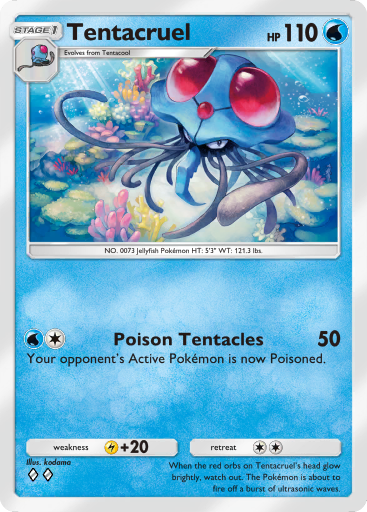 STAGE 1
Tentacruel
HP 110
Evolves from Tentacool
NO. 0073 Jellyfish Pokémon HT: 5'3" WT: 121.3 lbs.
Poison Tentacles 50
Your opponent's Active Pokémon is now Poisoned.
weakness +20 retreat
Illus. kodama
When the red orbs on Tentacruel's head glow
brightly, watch out. The Pokémon is about to
fire off a burst of ultrasonic waves.